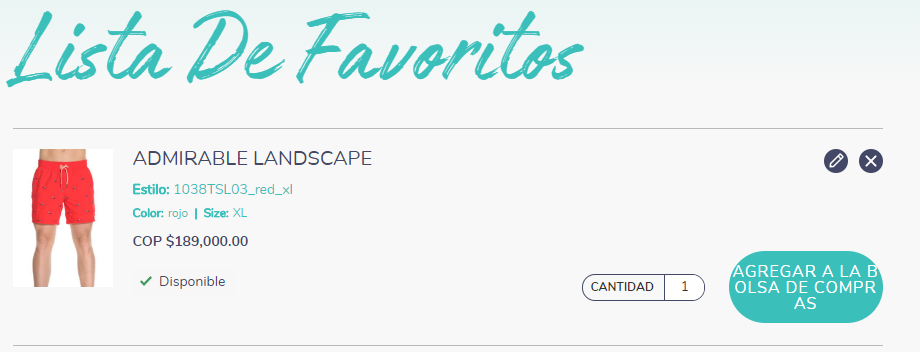 Lista De Favoritos
ADMIRABLE LANDSCAPE
Estilo: 1038TSL03_red_xl
Color: rojo | Size: XL
COP $189,000.00
Disponible
CANTIDAD 1
AGREGAR A LA B
OLSA DE COMPR
AS